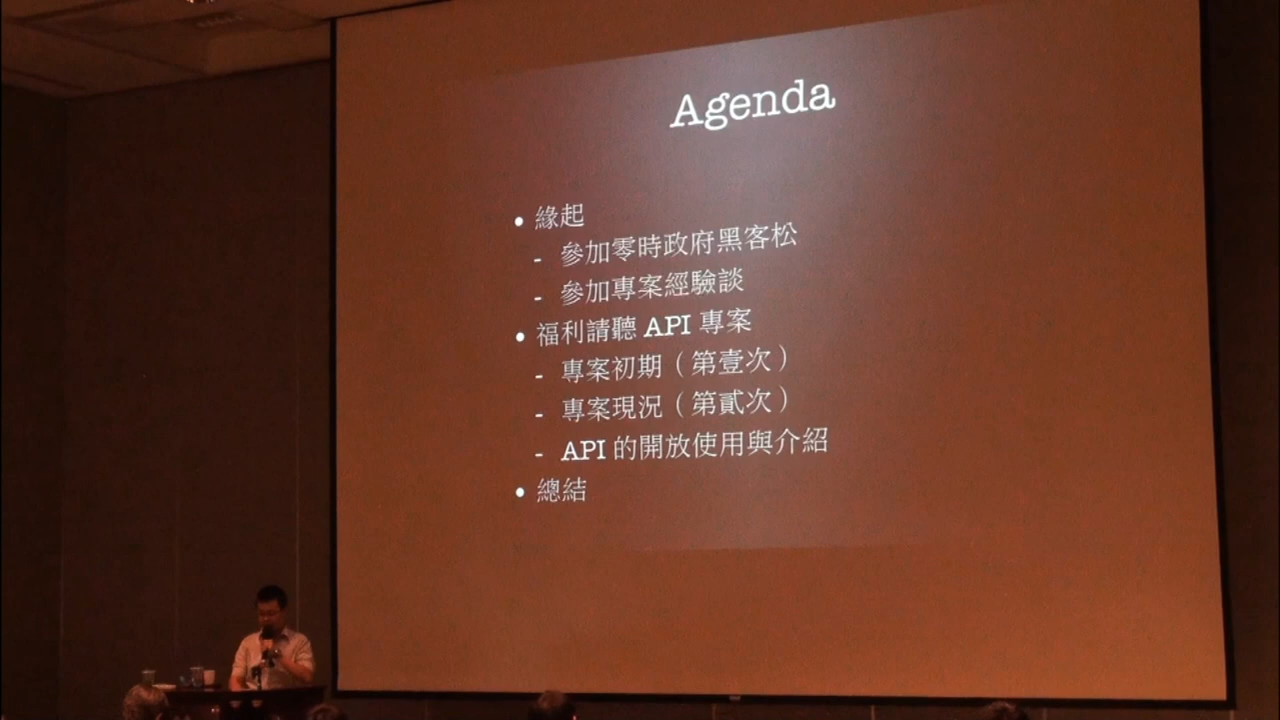 Agenda
• 緣起
- 參加零時政府黑客松
- 參加專案經驗談
• 福利請聽 API 專案
- 專案初期（第壹次）
- 專案現況（第貳次）
- API 的開放使用與介紹
• 總結